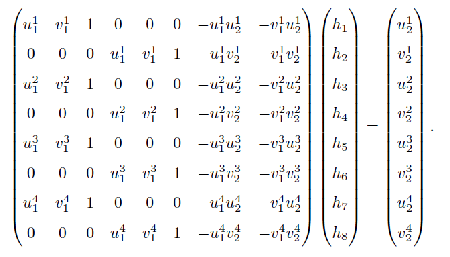 u₁¹ v₁¹ 1 0 0 0 −u₁¹u₂¹ −v₁¹u₂¹ h₁ u₂¹
0 0 0 u₁¹ v₁¹ 1 u₁¹v₂¹ v₁¹v₂¹ h₂ v₂¹
u₁² v₁² 1 0 0 0 −u₁²u₂² −v₁²u₂² h₃ u₂²
0 0 0 u₁² v₁² 1 −u₁²v₂² −v₁²v₂² h₄ v₂²
u₁³ v₁³ 1 0 0 0 −u₁³u₂³ −v₁³u₂³ h₅ − u₂³ .
0 0 0 u₁³ v₁³ 1 −u₁³v₂³ −v₁³v₂³ h₆ v₂³
u₁⁴ v₁⁴ 1 0 0 0 u₁⁴u₂⁴ v₁⁴u₂⁴ h₇ u₂⁴
0 0 0 u₁⁴ v₁⁴ 1 −u₁⁴v₂⁴ −v₁⁴v₂⁴ h₈ v₂⁴